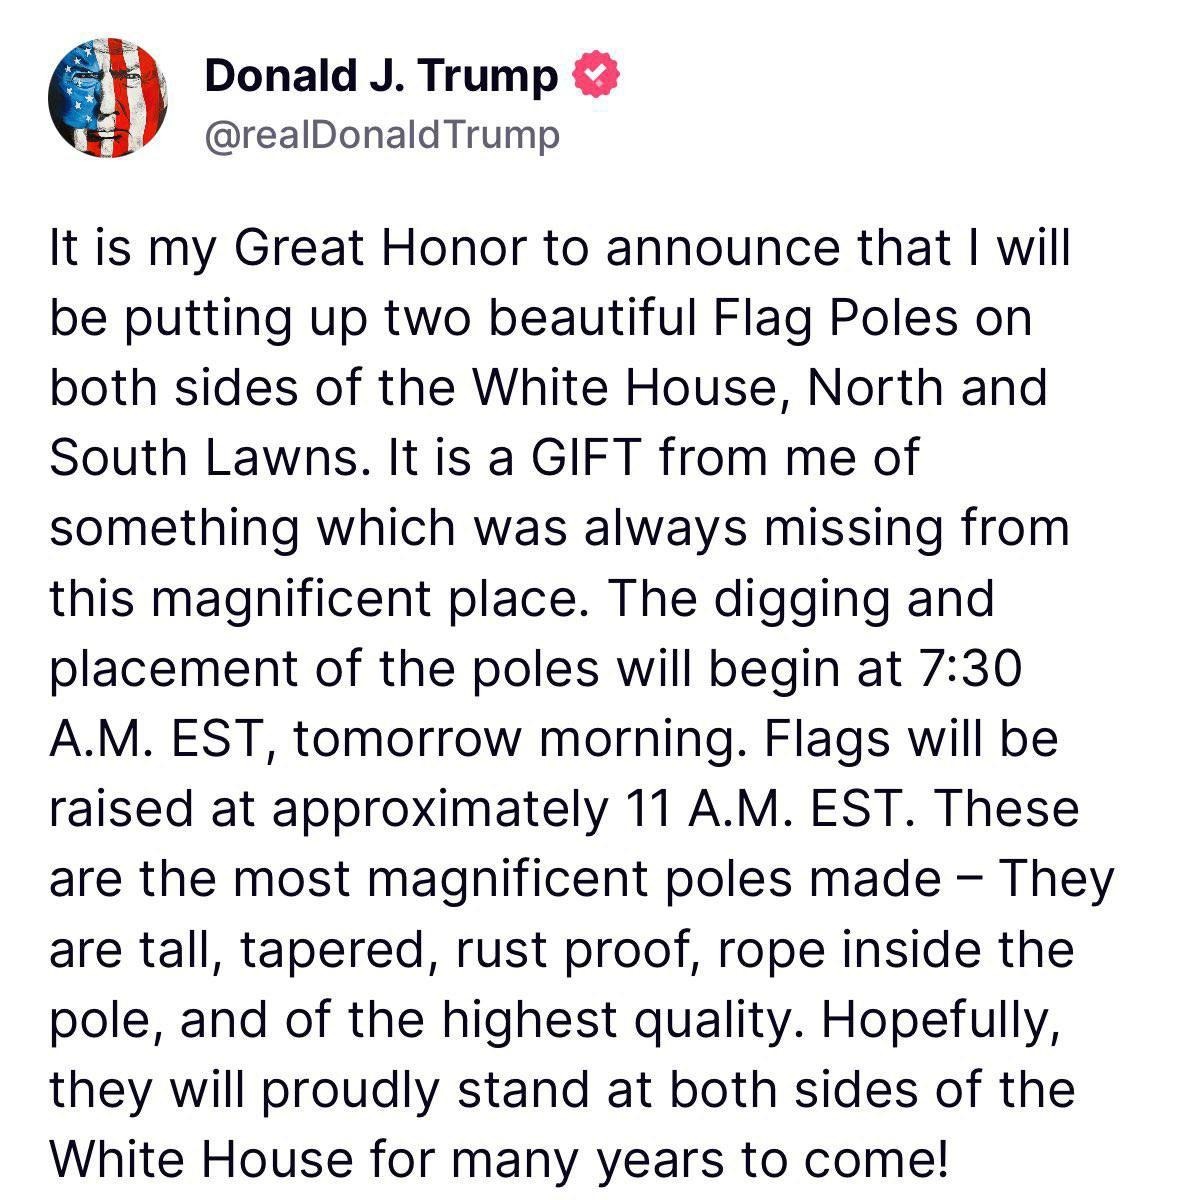 Donald J. Trump
@realDonaldTrump
It is my Great Honor to announce that I will
be putting up two beautiful Flag Poles on
both sides of the White House, North and
South Lawns. It is a GIFT from me of
something which was always missing from
this magnificent place. The digging and
placement of the poles will begin at 7:30
A.M. EST, tomorrow morning. Flags will be
raised at approximately 11 A.M. EST. These
are the most magnificent poles made – They
are tall, tapered, rust proof, rope inside the
pole, and of the highest quality. Hopefully,
they will proudly stand at both sides of the
White House for many years to come!